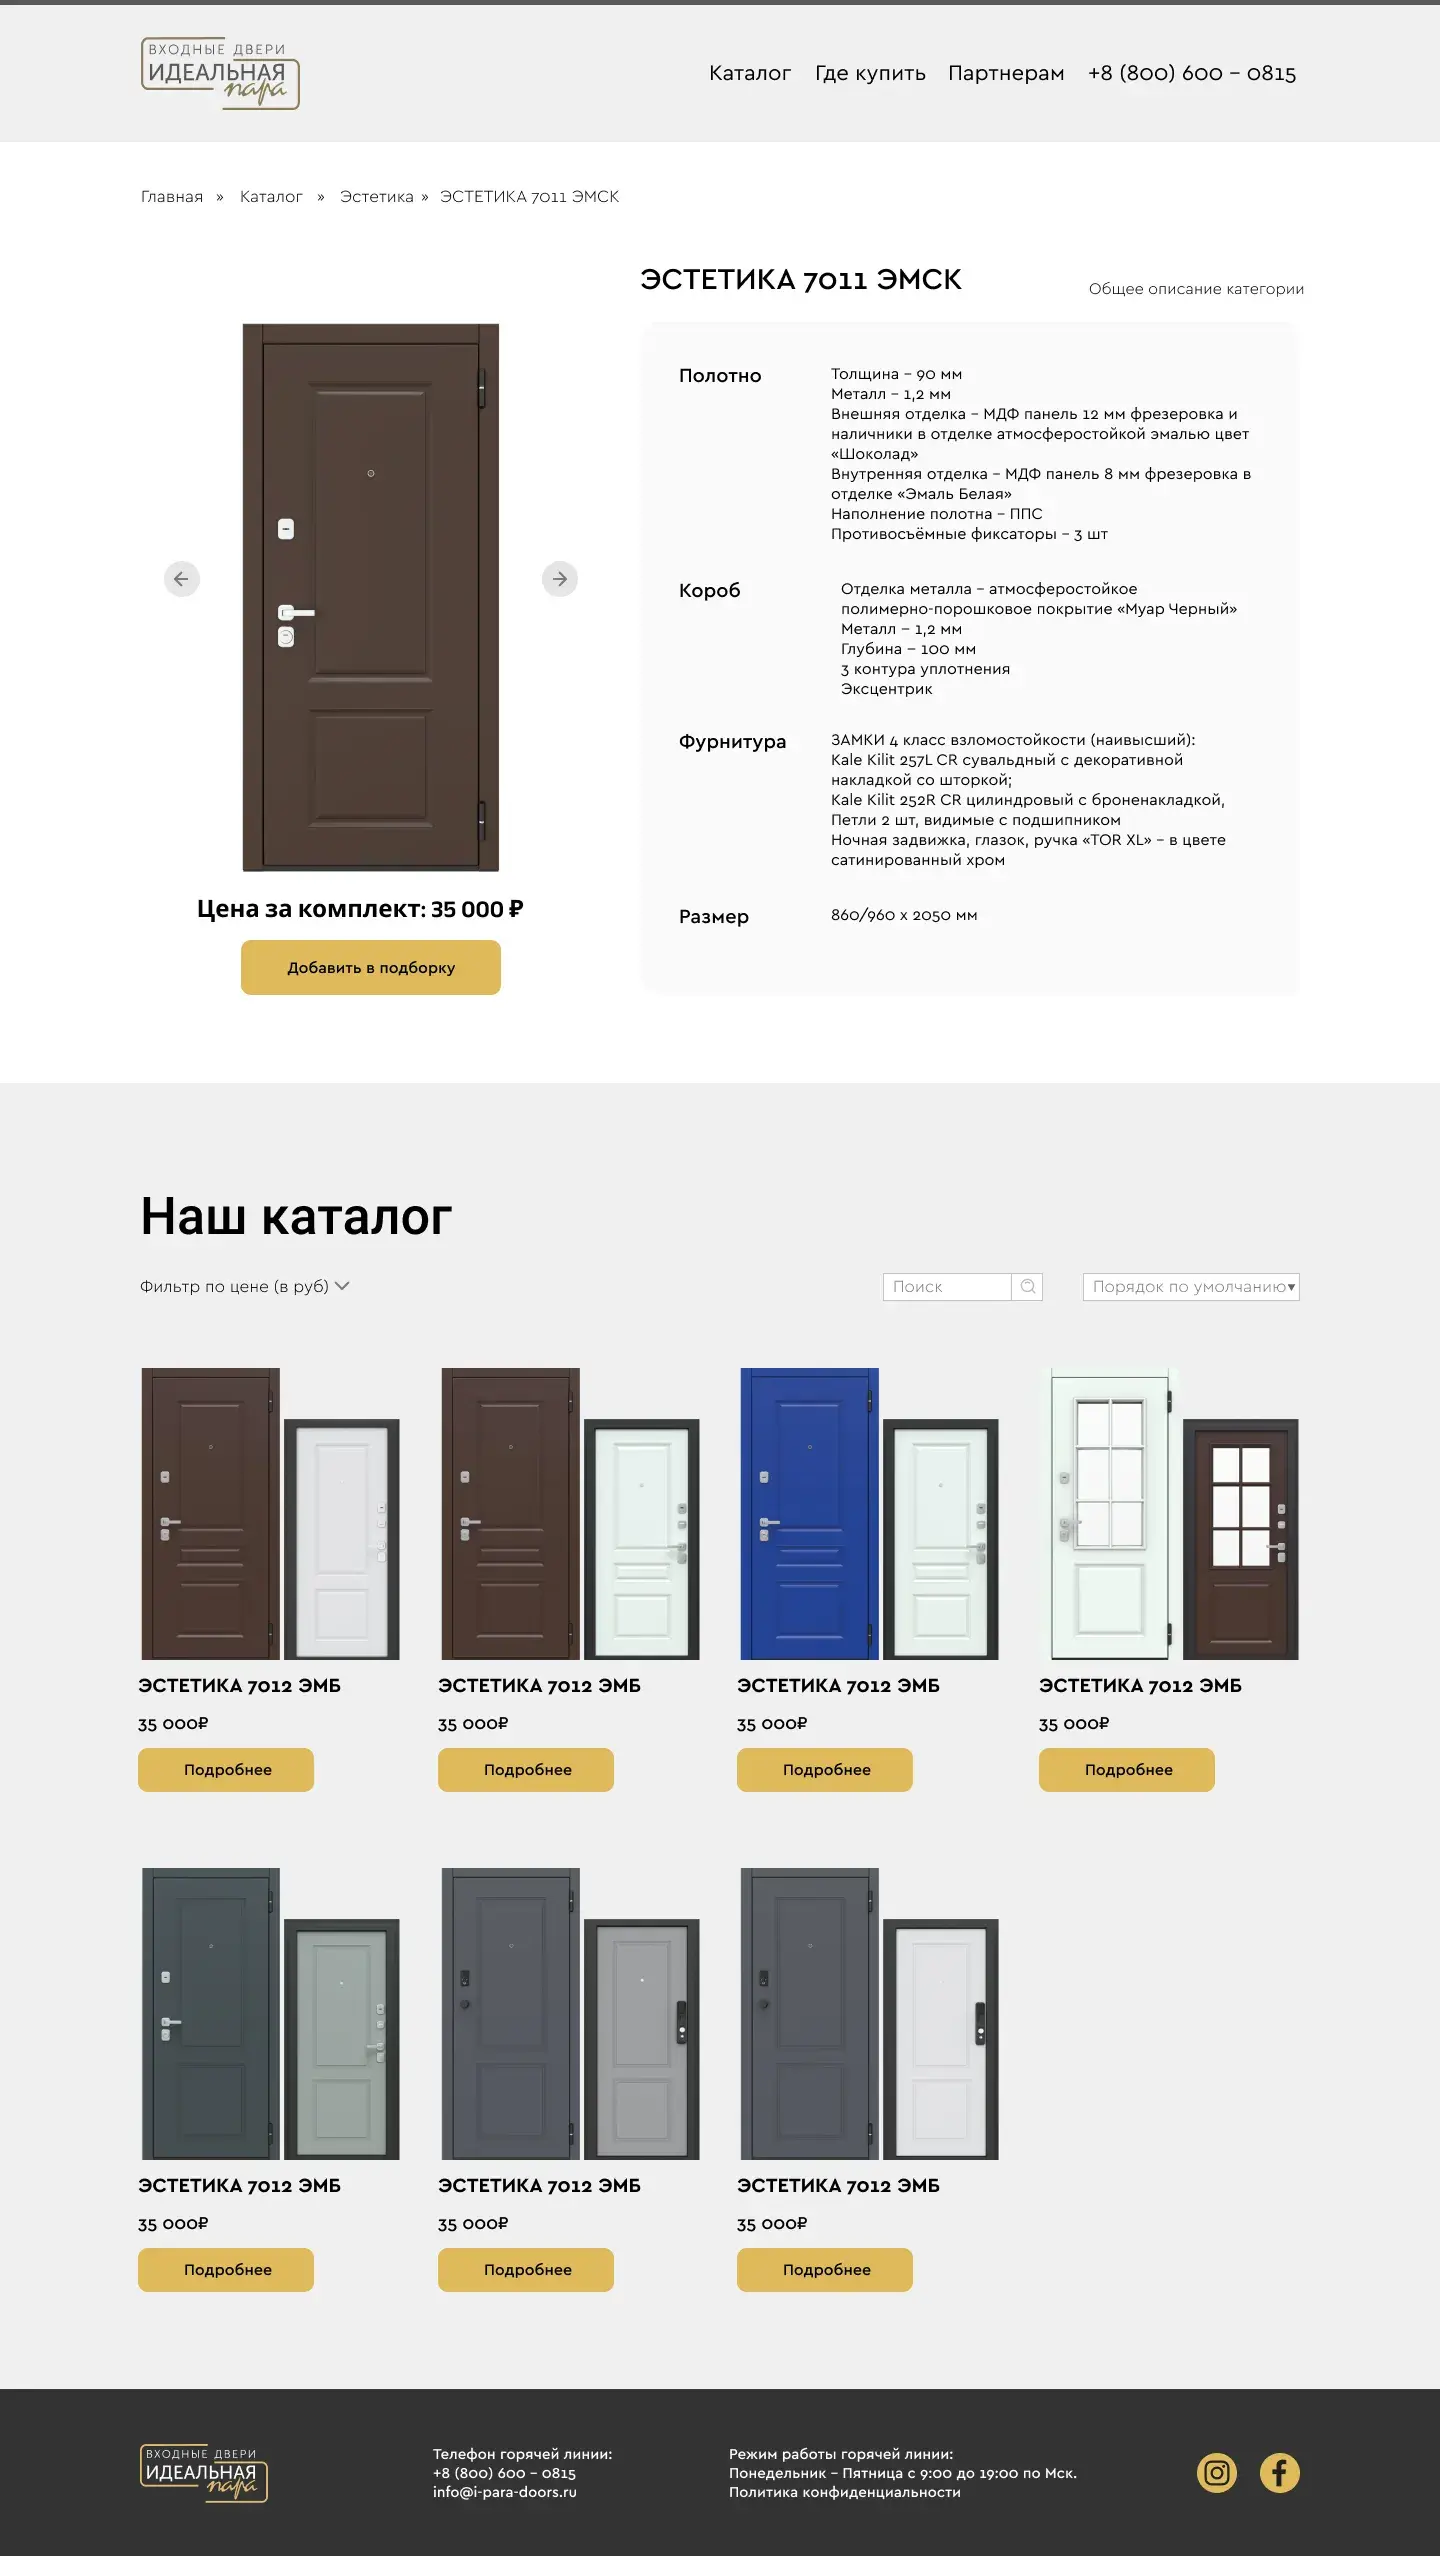 ВХОДНЫЕ ДВЕРИ
ИДЕАЛЬНАЯ
пара
Каталог Где купить Партнерам +8 (800) 600 – 0815
Главная » Каталог » Эстетика » ЭСТЕТИКА 7011 ЭМСК
ЭСТЕТИКА 7011 ЭМСК
Общее описание категории
Полотно
Толщина – 90 мм
Металл – 1,2 мм
Внешняя отделка – МДФ панель 12 мм фрезеровка и
наличники в отделке атмосферостойкой эмалью цвет
«Шоколад»
Внутренняя отделка – МДФ панель 8 мм фрезеровка в
отделке «Эмаль Белая»
Наполнение полотна – ППС
Противосъёмные фиксаторы – 3 шт
Короб
Отделка металла – атмосферостойкое
полимерно-порошковое покрытие «Муар Черный»
Металл – 1,2 мм
Глубина – 100 мм
3 контура уплотнения
Эксцентрик
Фурнитура
ЗАМКИ 4 класс взломостойкости (наивысший):
Kale Kilit 257L CR сувальдный с декоративной
накладкой со шторкой;
Kale Kilit 252R CR цилиндровый с броненакладкой,
Петли 2 шт, видимые с подшипником
Ночная задвижка, глазок, ручка «TOR XL» – в цвете
сатинированный хром
Размер
860/960 х 2050 мм
Цена за комплект: 35 000 ₽
Добавить в подборку
Наш каталог
Фильтр по цене (в руб)
Поиск
Порядок по умолчанию▾
ЭСТЕТИКА 7012 ЭМБ
35 000₽
Подробнее
ЭСТЕТИКА 7012 ЭМБ
35 000₽
Подробнее
ЭСТЕТИКА 7012 ЭМБ
35 000₽
Подробнее
ЭСТЕТИКА 7012 ЭМБ
35 000₽
Подробнее
ЭСТЕТИКА 7012 ЭМБ
35 000₽
Подробнее
ЭСТЕТИКА 7012 ЭМБ
35 000₽
Подробнее
ЭСТЕТИКА 7012 ЭМБ
35 000₽
Подробнее
ВХОДНЫЕ ДВЕРИ
ИДЕАЛЬНАЯ
пара
Телефон горячей линии:
+8 (800) 600 – 0815
info@i-para-doors.ru
Режим работы горячей линии:
Понедельник – Пятница с 9:00 до 19:00 по Мск.
Политика конфиденциальности